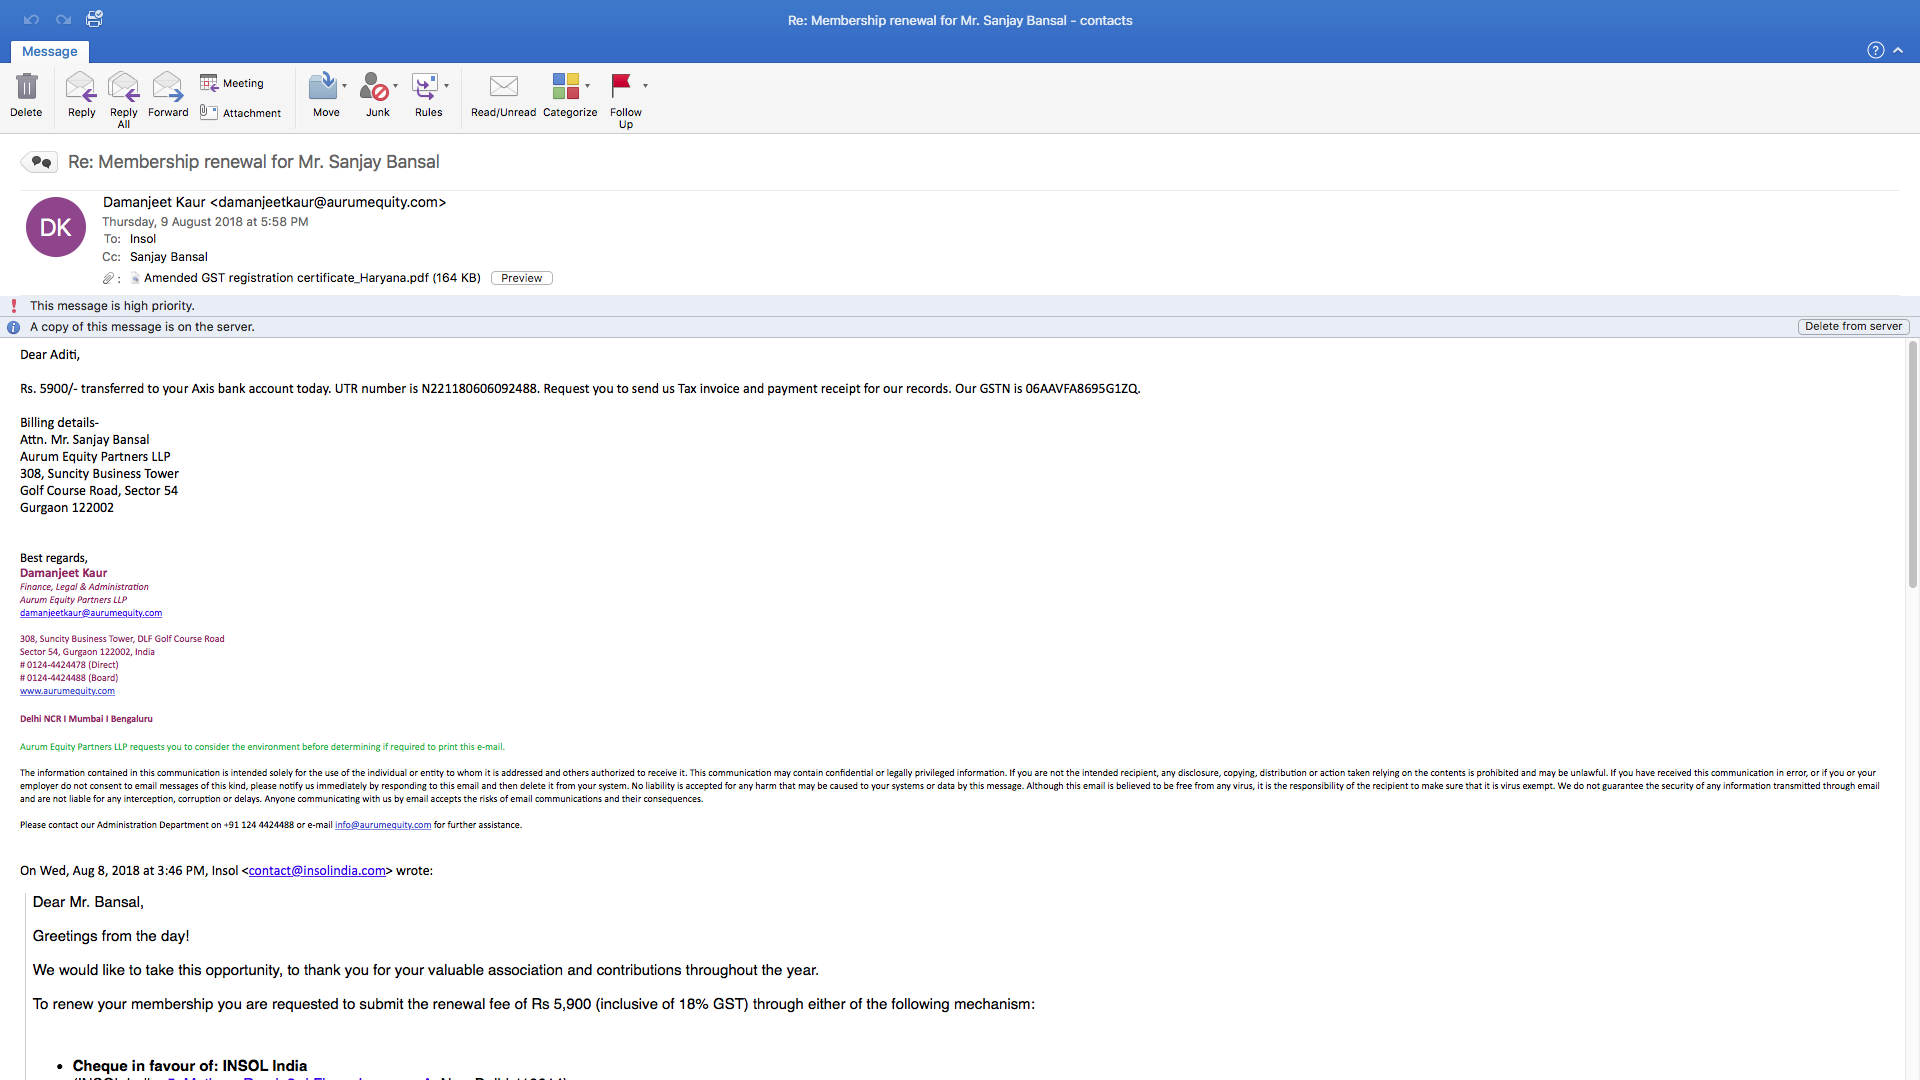 Re: Membership renewal for Mr. Sanjay Bansal - contacts
Message
Delete
Reply
Reply All
Forward
Meeting
Attachment
Move
Junk
Rules
Read/Unread
Categorize
Follow Up
Re: Membership renewal for Mr. Sanjay Bansal
DK
Damanjeet Kaur <damanjeetkaur@aurumequity.com>
Thursday, 9 August 2018 at 5:58 PM
To: Insol
Cc: Sanjay Bansal
: Amended GST registration certificate_Haryana.pdf (164 KB) Preview
This message is high priority.
A copy of this message is on the server. Delete from server
Dear Aditi,
Rs. 5900/- transferred to your Axis bank account today. UTR number is N221180606092488. Request you to send us Tax invoice and payment receipt for our records. Our GSTN is 06AAVFA8695G1ZQ.
Billing details-
Attn. Mr. Sanjay Bansal
Aurum Equity Partners LLP
308, Suncity Business Tower
Golf Course Road, Sector 54
Gurgaon 122002
Best regards,
Damanjeet Kaur
Finance, Legal & Administration
Aurum Equity Partners LLP
damanjeetkaur@aurumequity.com
308, Suncity Business Tower, DLF Golf Course Road
Sector 54, Gurgaon 122002, India
# 0124-4424478 (Direct)
# 0124-4424488 (Board)
www.aurumequity.com
Delhi NCR I Mumbai I Bengaluru
Aurum Equity Partners LLP requests you to consider the environment before determining if required to print this e-mail.
The information contained in this communication is intended solely for the use of the individual or entity to whom it is addressed and others authorized to receive it. This communication may contain confidential or legally privileged information. If you are not the intended recipient, any disclosure, copying, distribution or action taken relying on the contents is prohibited and may be unlawful. If you have received this communication in error, or if you or your
employer do not consent to email messages of this kind, please notify us immediately by responding to this email and then delete it from your system. No liability is accepted for any harm that may be caused to your systems or data by this message. Although this email is believed to be free from any virus, it is the responsibility of the recipient to make sure that it is virus exempt. We do not guarantee the security of any information transmitted through email
and are not liable for any interception, corruption or delays. Anyone communicating with us by email accepts the risks of email communications and their consequences.
Please contact our Administration Department on +91 124 4424488 or e-mail info@aurumequity.com for further assistance.
On Wed, Aug 8, 2018 at 3:46 PM, Insol <contact@insolindia.com> wrote:
Dear Mr. Bansal,
Greetings from the day!
We would like to take this opportunity, to thank you for your valuable association and contributions throughout the year.
To renew your membership you are requested to submit the renewal fee of Rs 5,900 (inclusive of 18% GST) through either of the following mechanism:
• Cheque in favour of: INSOL India